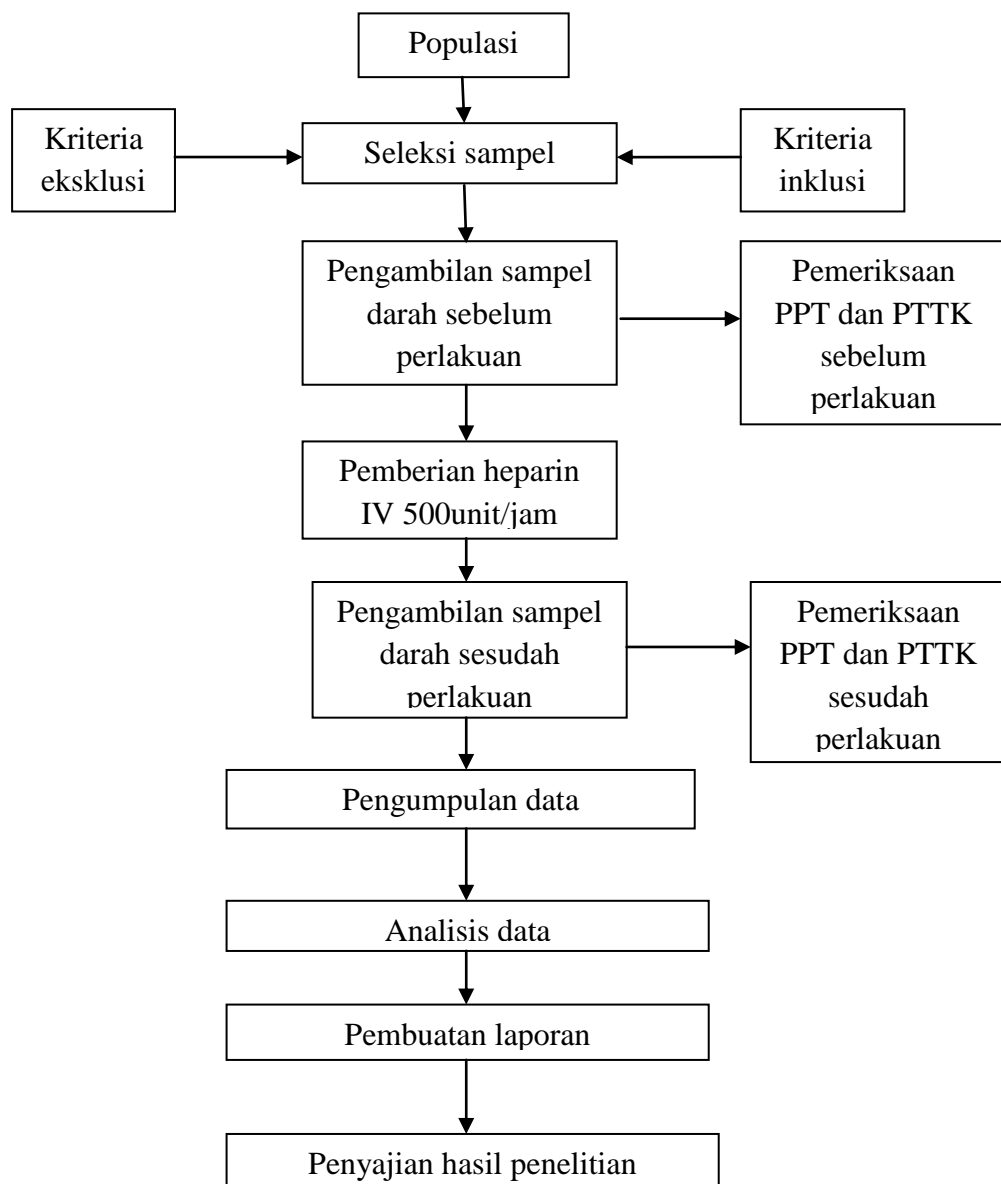 Populasi
Kriteria
eksklusi
Seleksi sampel
Kriteria
inklusi
Pengambilan sampel
darah sebelum
perlakuan
Pemeriksaan
PPT dan PTTK
sebelum
perlakuan
Pemberian heparin
IV 500unit/jam
Pengambilan sampel
darah sesudah
perlakuan
Pemeriksaan
PPT dan PTTK
sesudah
perlakuan
Pengumpulan data
Analisis data
Pembuatan laporan
Penyajian hasil penelitian